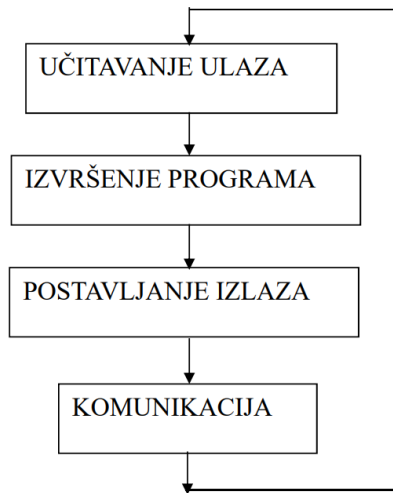 UČITAVANJE ULAZA
IZVRŠENJE PROGRAMA
POSTAVLJANJE IZLAZA
KOMUNIKACIJA